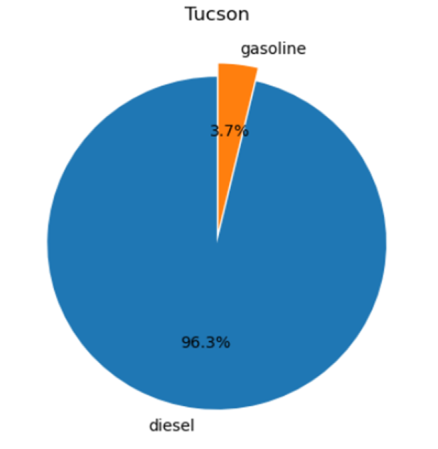 Tucson
gasoline
3.7%
96.3%
diesel